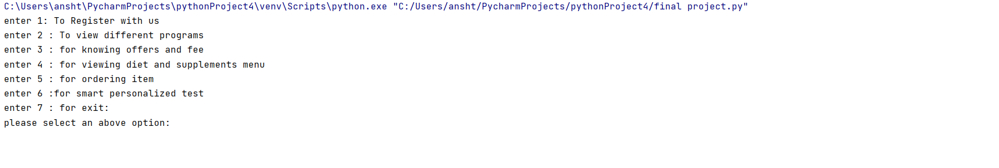 C:\Users\ansht\PycharmProjects\pythonProject4\venv\Scripts\python.exe "C:/Users/ansht/PycharmProjects/pythonProject4/final project.py"
enter 1: To Register with us
enter 2 : To view different programs
enter 3 : for knowing offers and fee
enter 4 : for viewing diet and supplements menu
enter 5 : for ordering item
enter 6 :for smart personalized test
enter 7 : for exit:
please select an above option: